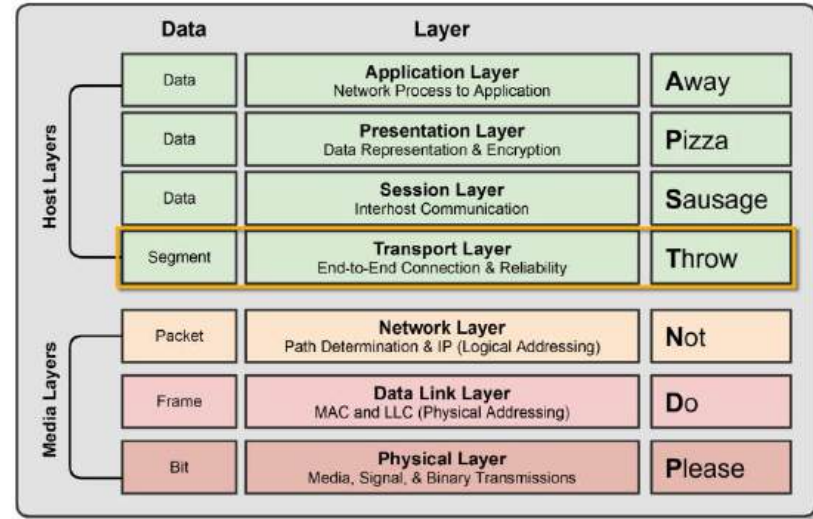 Data Layer
Host Layers
Data Application Layer Away
Network Process to Application
Data Presentation Layer Pizza
Data Representation & Encryption
Data Session Layer Sausage
Interhost Communication
Segment Transport Layer Throw
End-to-End Connection & Reliability
Media Layers
Packet Network Layer Not
Path Determination & IP (Logical Addressing)
Frame Data Link Layer Do
MAC and LLC (Physical Addressing)
Bit Physical Layer Please
Media, Signal, & Binary Transmissions